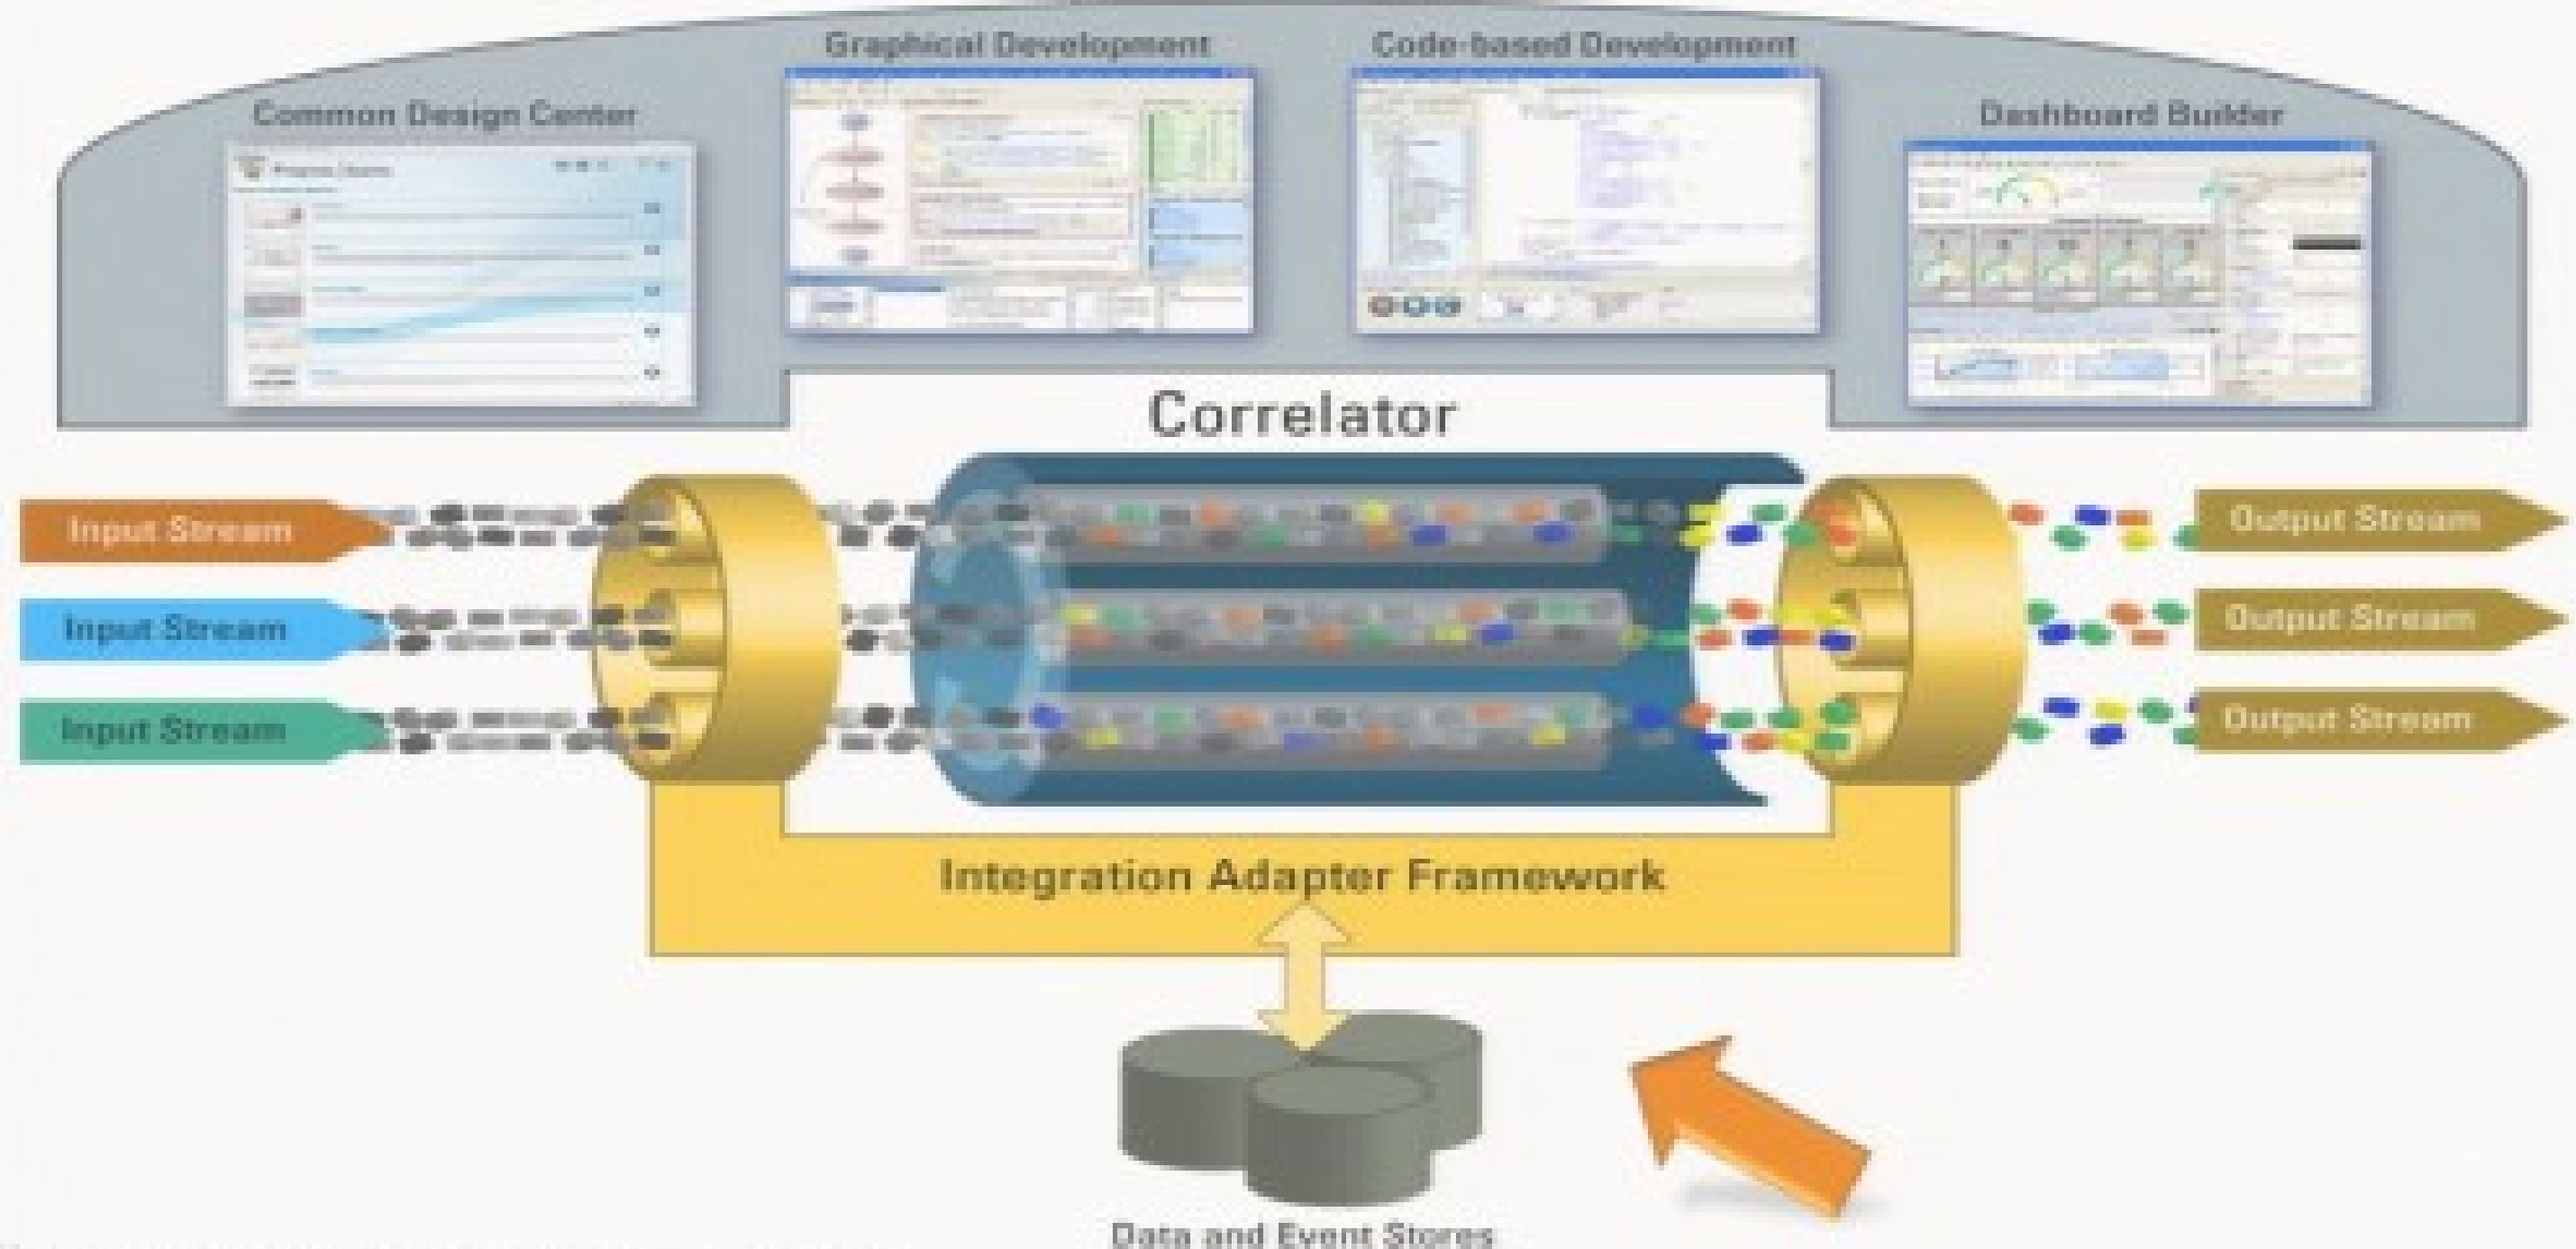 Graphical Development
Code-based Development
Common Design Center
Dashboard Builder
Correlator
Input Stream
Output Stream
Input Stream
Output Stream
Input Stream
Output Stream
Integration Adapter Framework
Data and Event Stores